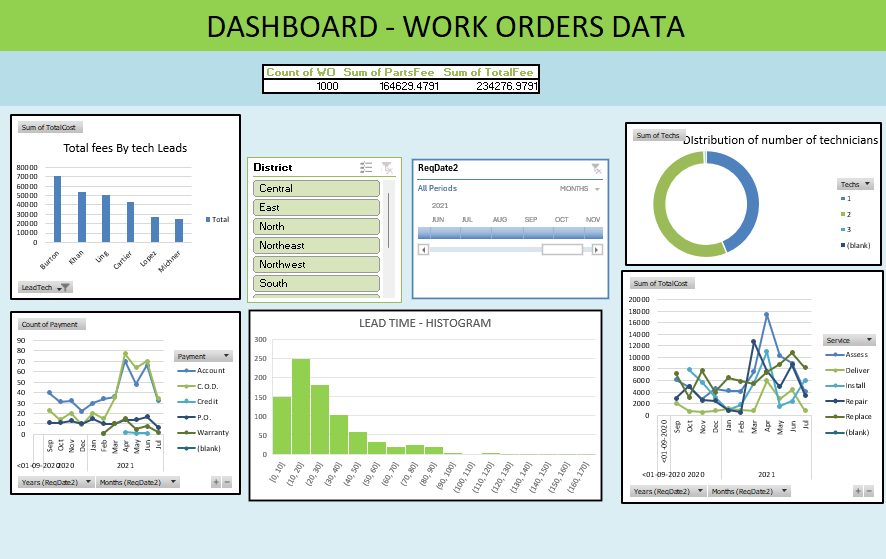 DASHBOARD - WORK ORDERS DATA
Count of WO Sum of PartsFee Sum of TotalFee
1000 164629.4791 234276.9791
Sum of TotalCost
Total fees By tech Leads
80000
70000
60000
50000
40000
30000
20000
10000
0
Burton
Khan
Ling
Cartier
Lopez
Michner
Total
LeadTech
District
Central
East
North
Northeast
Northwest
South
ReqDate2
All Periods
MONTHS
2021
JUN JUL AUG SEP OCT NOV
Sum of Techs
Distribution of number of technicians
Techs
1
2
3
(blank)
Count of Payment
90
80
70
60
50
40
30
20
10
0
Sep Oct Nov Dec Jan Feb Mar Apr May Jun Jul
<01-09-2020 2020 2021
Payment
Account
C.O.D.
Credit
P.O.
Warranty
(blank)
Years (ReqDate2) Months (ReqDate2)
LEAD TIME - HISTOGRAM
300
250
200
150
100
50
0
[0, 10]
(10, 20]
(20, 30]
(30, 40]
(40, 50]
(50, 60]
(60, 70]
(70, 80]
(80, 90]
(90, 100]
(100, 110]
(110, 120]
(120, 130]
(130, 140]
(140, 150]
(150, 160]
(160, 170]
Sum of TotalCost
20000
18000
16000
14000
12000
10000
8000
6000
4000
2000
0
<01-09-2020
Sep Oct Nov Dec Jan Feb Mar Apr May Jun Jul
<01-09-2020 2020 2021
Service
Assess
Deliver
Install
Repair
Replace
(blank)
Years (ReqDate2) Months (ReqDate2)